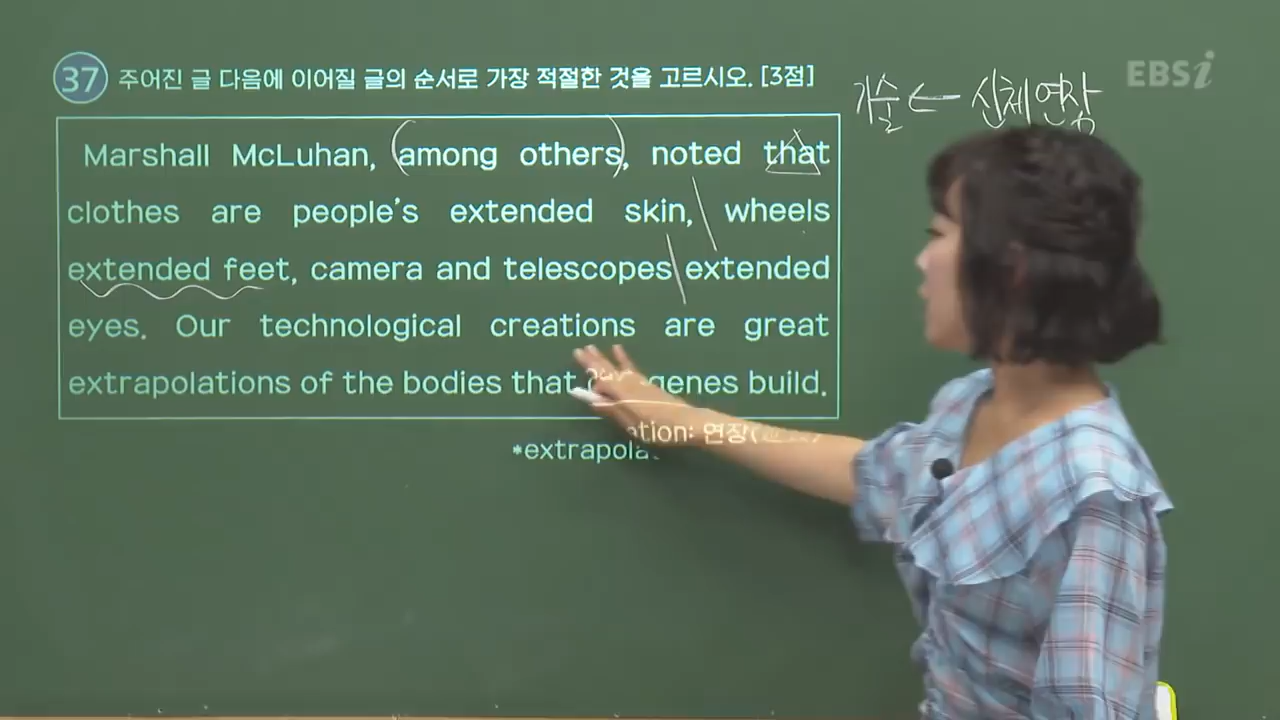 37 주어진 글 다음에 이어질 글의 순서로 가장 적절한 것을 고르시오. [3점]
EBSi
기술 ← 신체 연장
Marshall McLuhan, (among others), noted that
clothes are people's extended skin, wheels
extended feet, camera and telescopes extended
eyes. Our technological creations are great
extrapolations of the bodies that genes build.
ation: 연장(
*extrapola